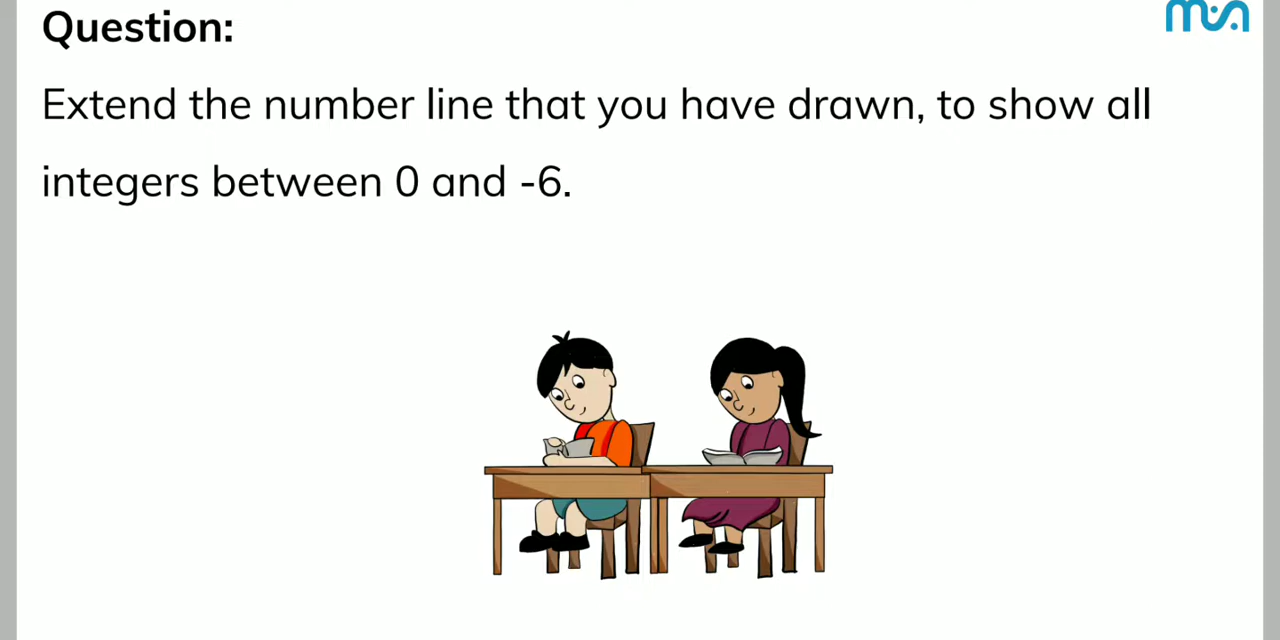 Question:
Extend the number line that you have drawn, to show all
integers between 0 and -6.